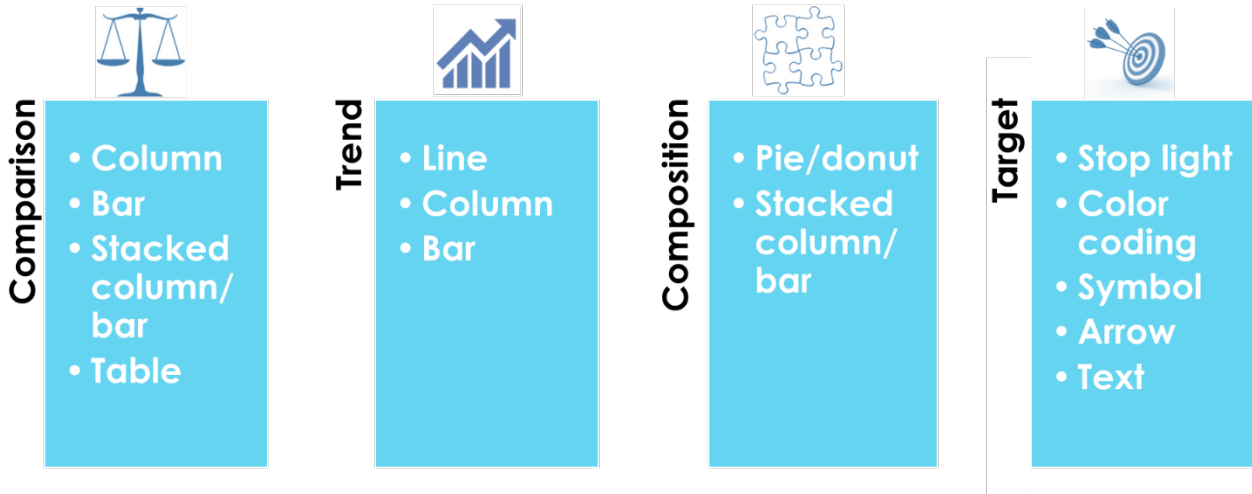 Comparison
• Column
• Bar
• Stacked
column/
bar
• Table
Trend
• Line
• Column
• Bar
Composition
• Pie/donut
• Stacked
column/
bar
Target
• Stop light
• Color
coding
• Symbol
• Arrow
• Text